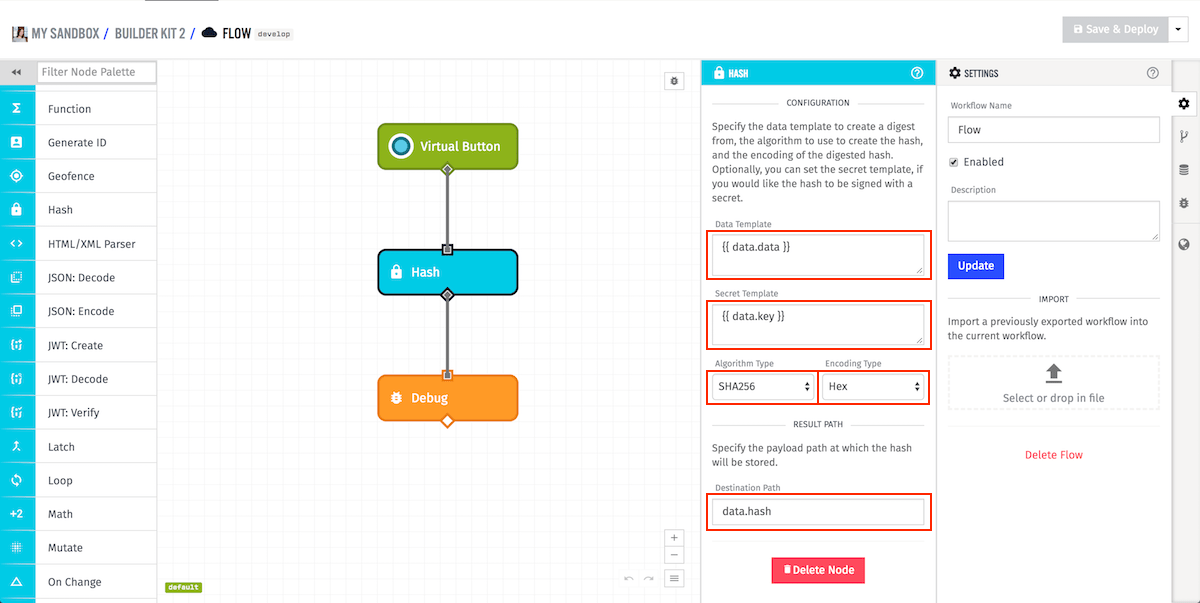 MY SANDBOX / BUILDER KIT 2 / FLOW develop
Save & Deploy
Filter Node Palette
Function
Generate ID
Geofence
Hash
HTML/XML Parser
JSON: Decode
JSON: Encode
JWT: Create
JWT: Decode
JWT: Verify
Latch
Loop
+2 Math
Mutate
On Change
Virtual Button
Hash
Debug
default
HASH
CONFIGURATION
Specify the data template to create a digest
from, the algorithm to use to create the hash,
and the encoding of the digested hash.
Optionally, you can set the secret template, if
you would like the hash to be signed with a
secret.
Data Template
{{ data.data }}
Secret Template
{{ data.key }}
Algorithm Type Encoding Type
SHA256 Hex
RESULT PATH
Specify the payload path at which the hash
will be stored.
Destination Path
data.hash
Delete Node
SETTINGS
Workflow Name
Flow
Enabled
Description
Update
IMPORT
Import a previously exported workflow into
the current workflow.
Select or drop in file
Delete Flow